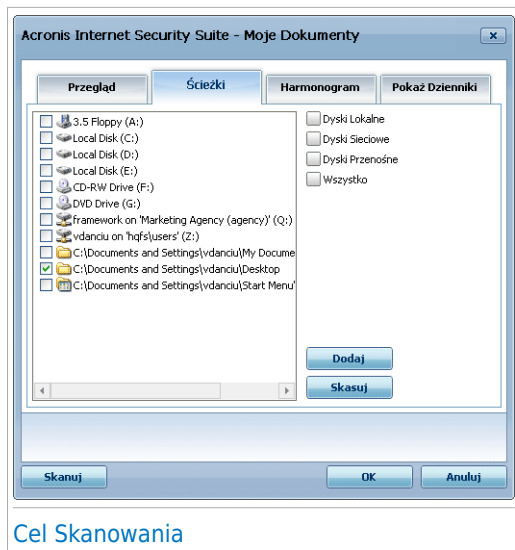 Acronis Internet Security Suite - Moje Dokumenty
Przegląd
Ścieżki
Harmonogram
Pokaż Dzienniki
3.5 Floppy (A:)
Local Disk (C:)
Local Disk (D:)
Local Disk (E:)
CD-RW Drive (F:)
DVD Drive (G:)
framework on 'Marketing Agency (agency)' (Q:)
vdanciu on 'hqfs\users' (Z:)
C:\Documents and Settings\vdanciu\My Docume
C:\Documents and Settings\vdanciu\Desktop
C:\Documents and Settings\vdanciu\Start Menu'
Dyski Lokalne
Dyski Sieciowe
Dyski Przenośne
Wszystko
Dodaj
Skasuj
Skanuj
OK
Anuluj
Cel Skanowania